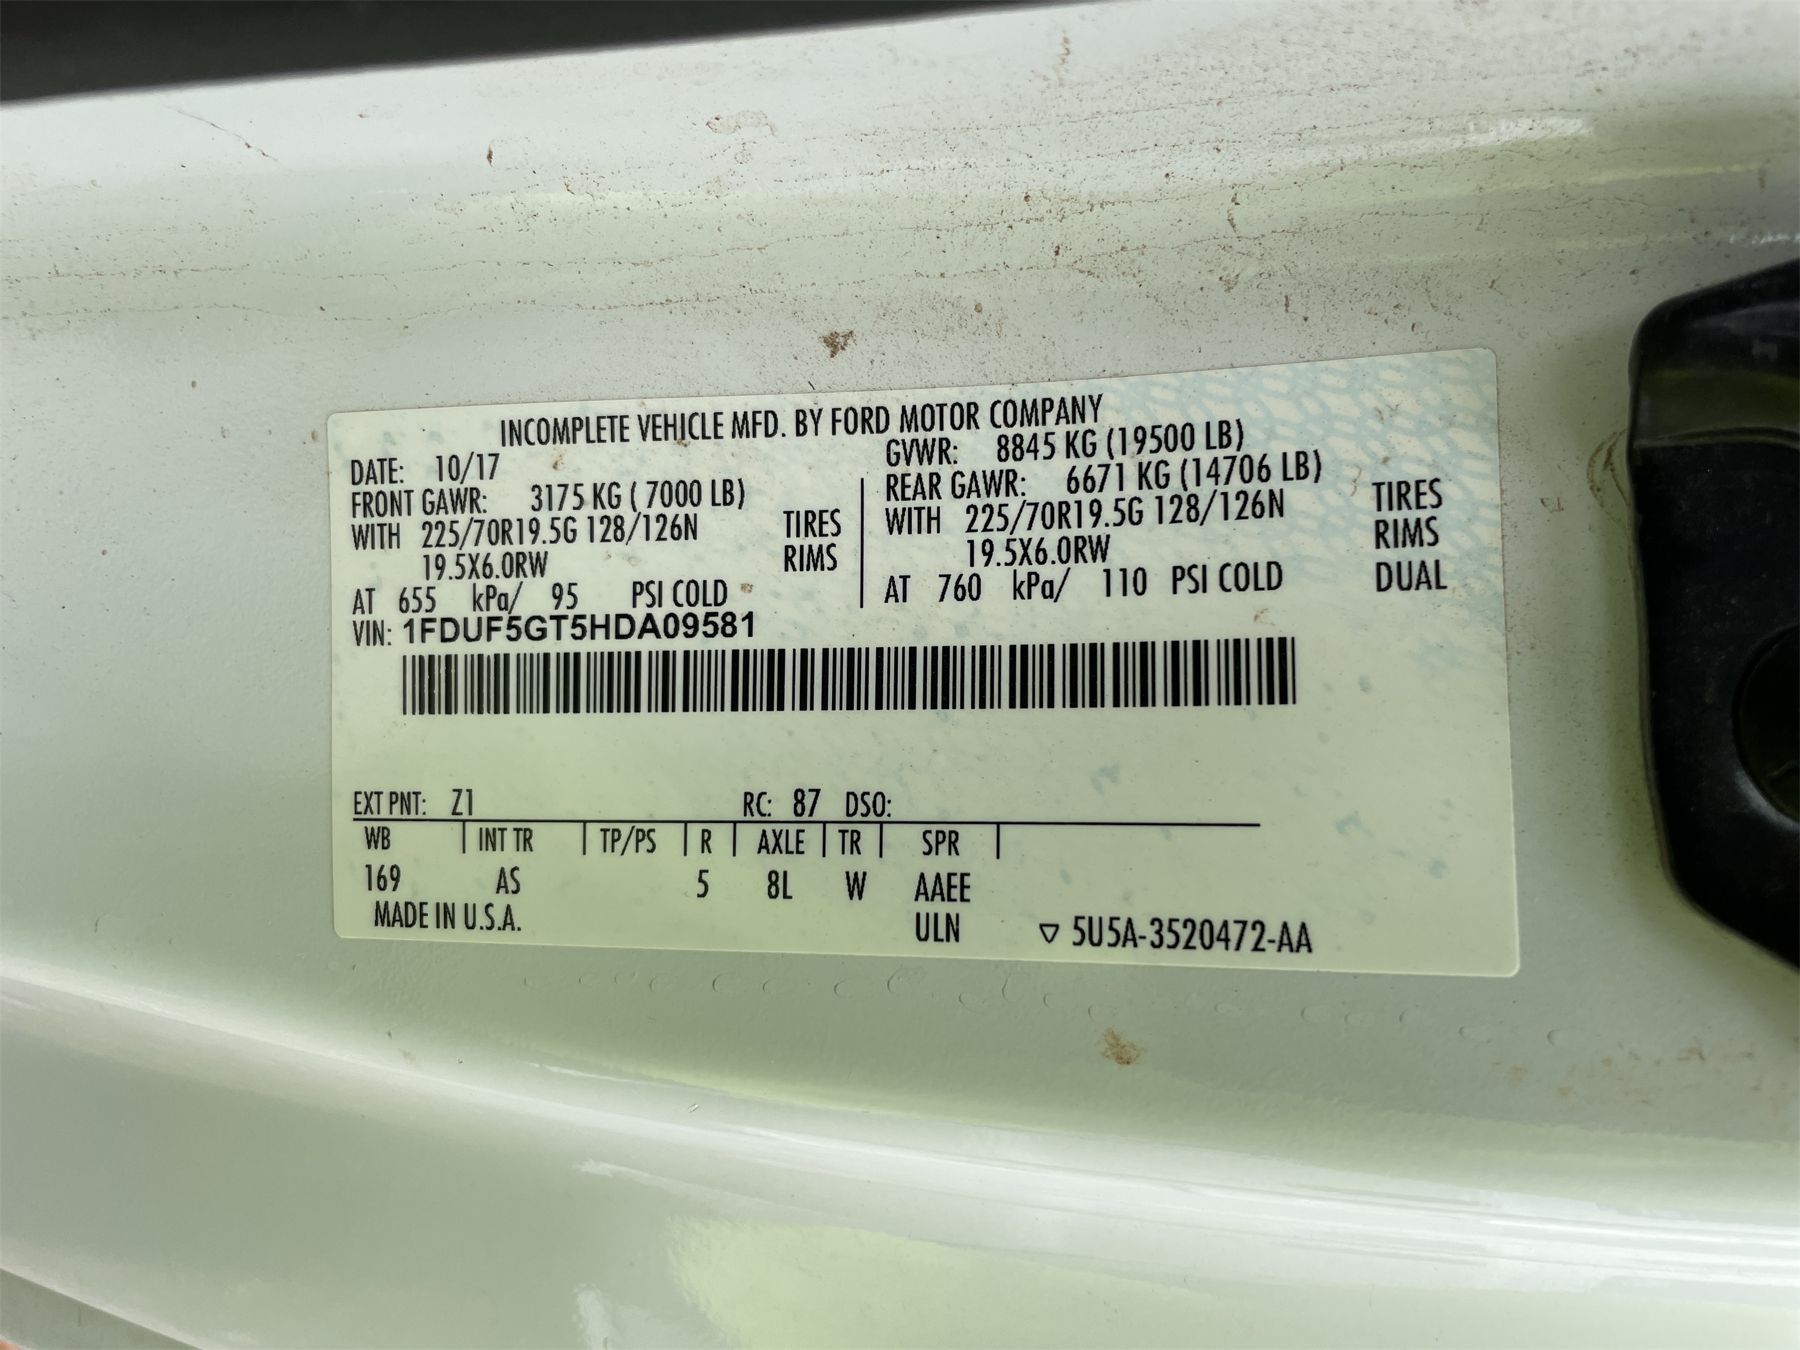 INCOMPLETE VEHICLE MFD. BY FORD MOTOR COMPANY
DATE: 10/17 GVWR: 8845 KG (19500 LB)
FRONT GAWR: 3175 KG ( 7000 LB) REAR GAWR: 6671 KG (14706 LB)
WITH 225/70R19.5G 128/126N TIRES WITH 225/70R19.5G 128/126N TIRES
19.5X6.0RW RIMS 19.5X6.0RW RIMS
AT 655 kPa/ 95 PSI COLD AT 760 kPa/ 110 PSI COLD DUAL
VIN: 1FDUF5GT5HDA09581
EXT PNT: Z1 RC: 87 DSO:
WB INT TR TP/PS R AXLE TR SPR
169 AS 5 8L W AAEE
MADE IN U.S.A. ULN ▽ 5U5A-3520472-AA